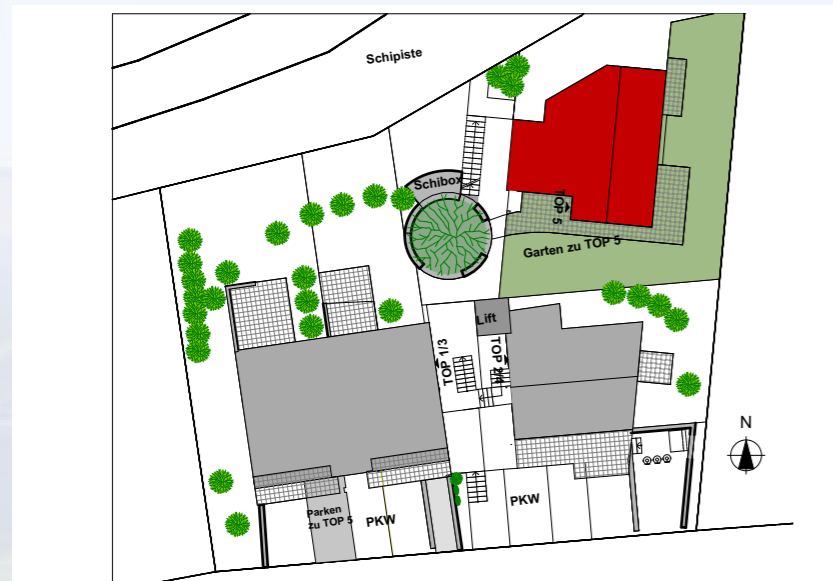 Schipiste
Schibox
TOP 5
Garten zu TOP 5
Lift
TOP 1/3
TOP 2/4
N
Parken
zu TOP 5
PKW
PKW